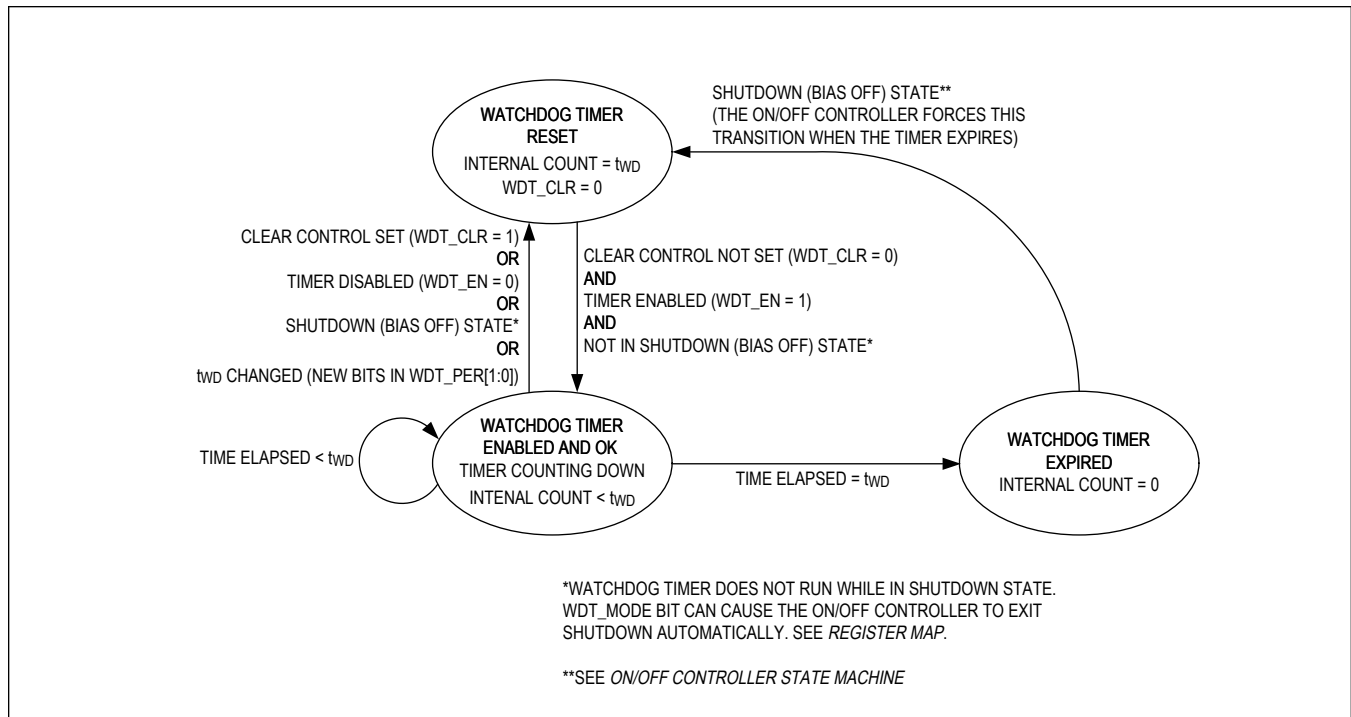 SHUTDOWN (BIAS OFF) STATE**
(THE ON/OFF CONTROLLER FORCES THIS
TRANSITION WHEN THE TIMER EXPIRES)
WATCHDOG TIMER
RESET
INTERNAL COUNT = tWD
WDT_CLR = 0
CLEAR CONTROL SET (WDT_CLR = 1)
OR
TIMER DISABLED (WDT_EN = 0)
OR
SHUTDOWN (BIAS OFF) STATE*
OR
tWD CHANGED (NEW BITS IN WDT_PER[1:0])
CLEAR CONTROL NOT SET (WDT_CLR = 0)
AND
TIMER ENABLED (WDT_EN = 1)
AND
NOT IN SHUTDOWN (BIAS OFF) STATE*
TIME ELAPSED < tWD
WATCHDOG TIMER
ENABLED AND OK
TIMER COUNTING DOWN
INTENAL COUNT < tWD
TIME ELAPSED = tWD
WATCHDOG TIMER
EXPIRED
INTERNAL COUNT = 0
*WATCHDOG TIMER DOES NOT RUN WHILE IN SHUTDOWN STATE.
WDT_MODE BIT CAN CAUSE THE ON/OFF CONTROLLER TO EXIT
SHUTDOWN AUTOMATICALLY. SEE REGISTER MAP.
**SEE ON/OFF CONTROLLER STATE MACHINE